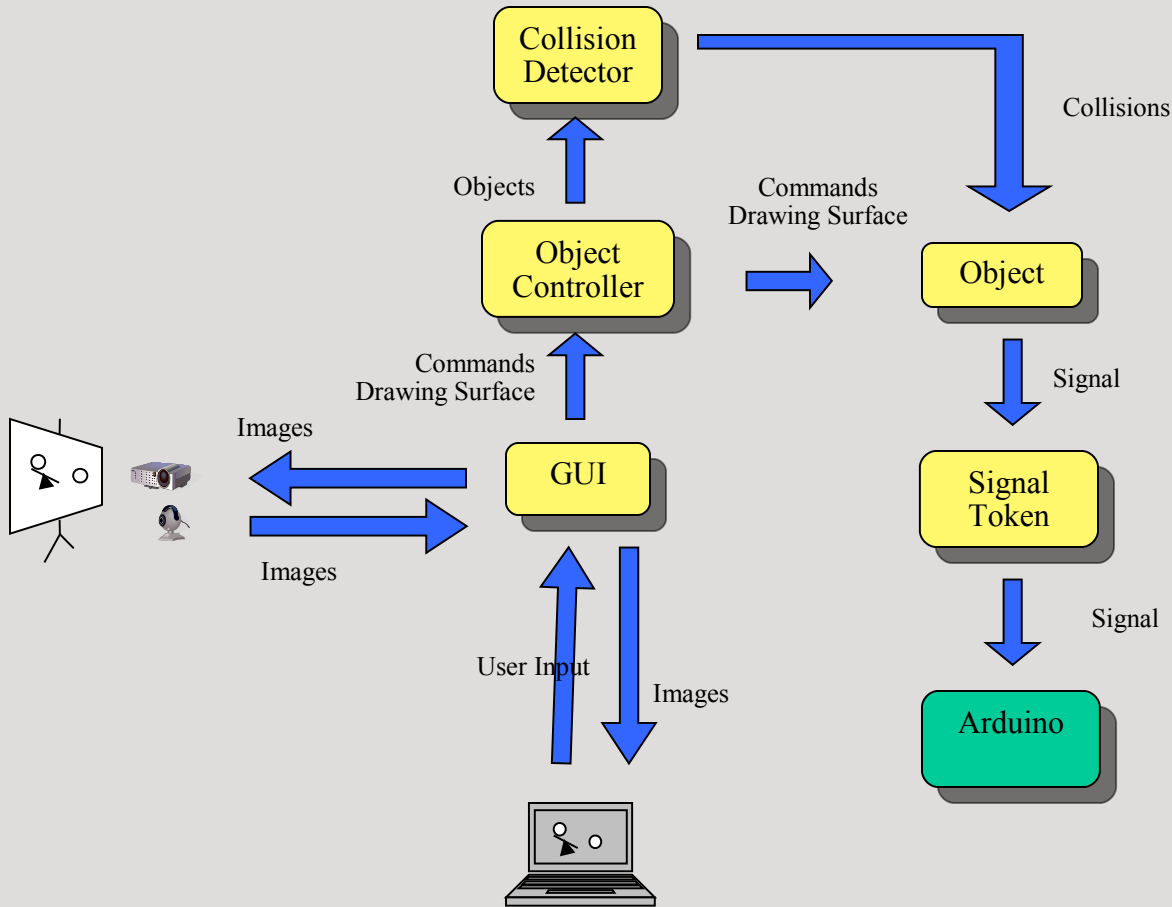 Collision
Detector
Collisions
Objects
Commands
Drawing Surface
Object
Controller
Object
Commands
Drawing Surface
Signal
Images
GUI
Signal
Token
Images
Signal
User Input
Images
Arduino